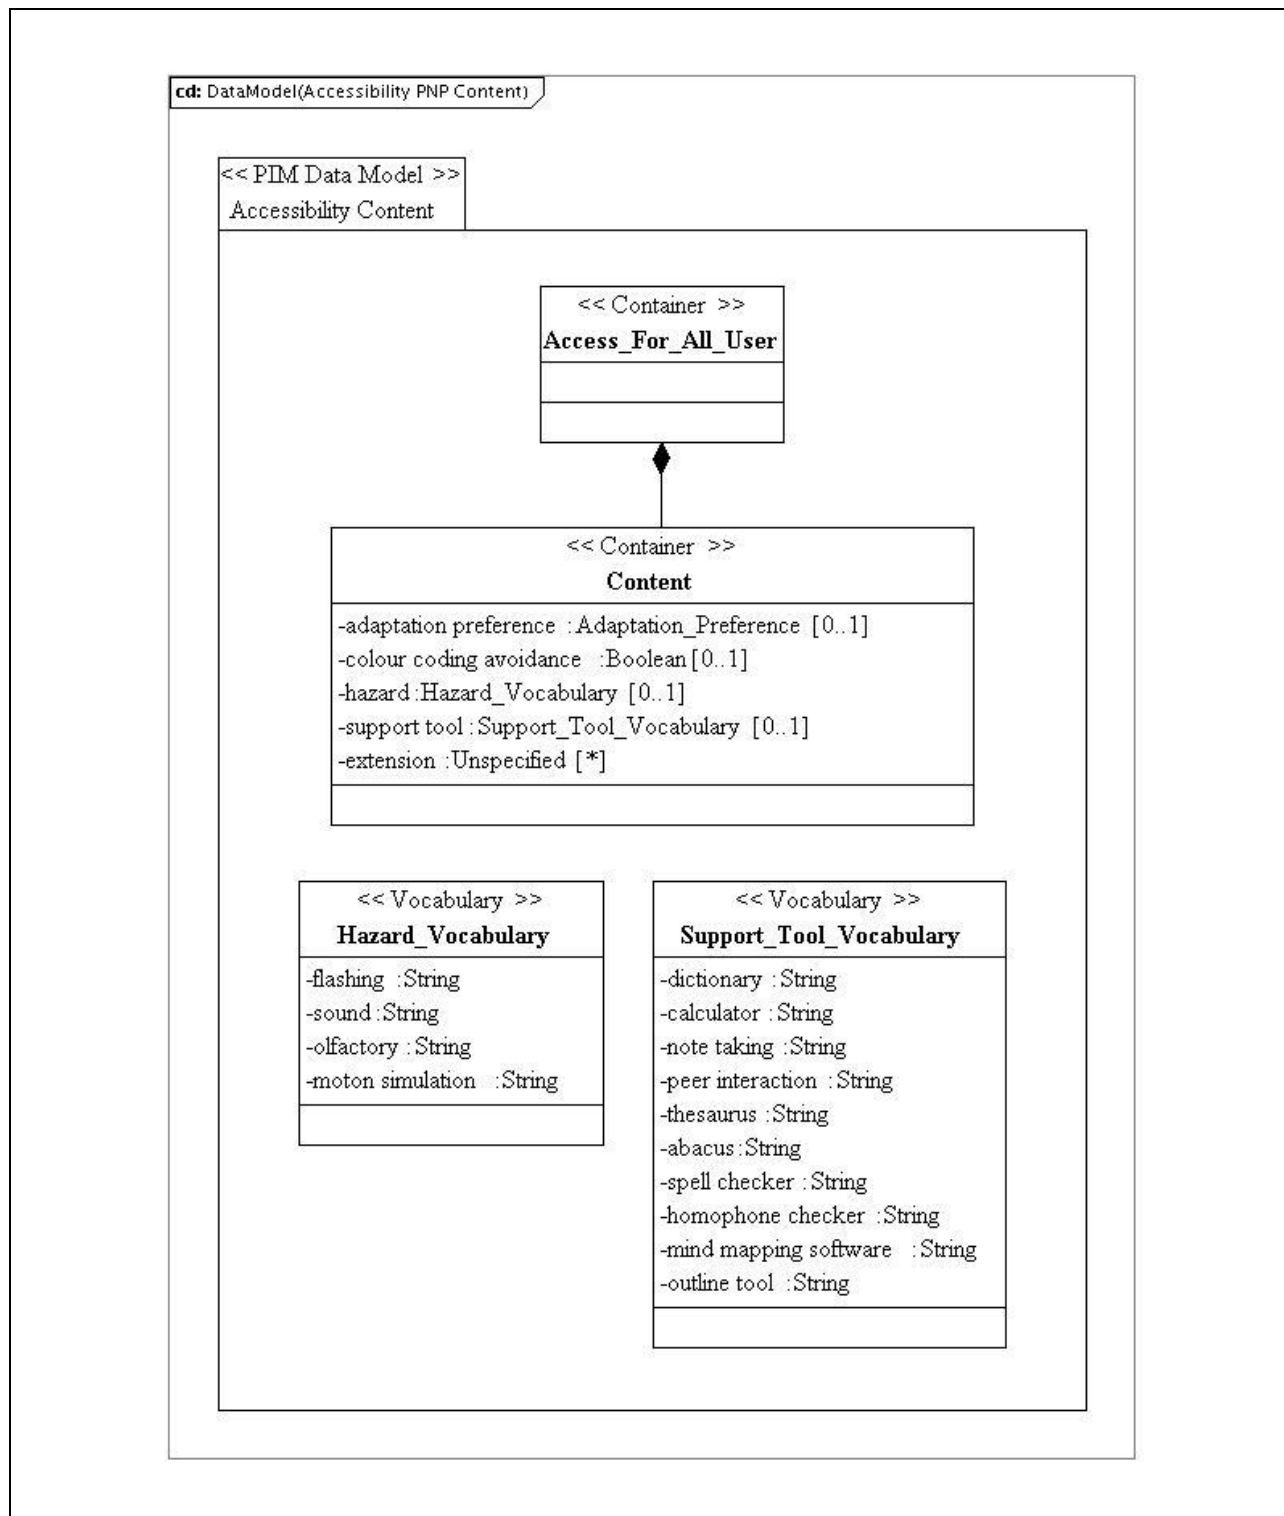 cd: DataModel(Accessibility PNP Content)
<< PIM Data Model >>
Accessibility Content
<< Container >>
Access_For_All_User
<< Container >>
Content
-adaptation preference :Adaptation_Preference [0..1]
-colour coding avoidance :Boolean[0..1]
-hazard:Hazard_Vocabulary [0..1]
-support tool:Support_Tool_Vocabulary [0..1]
-extension :Unspecified [*]
<< Vocabulary >>
Hazard_Vocabulary
-flashing :String
-sound:String
-olfactory :String
-moton simulation :String
<< Vocabulary >>
Support_Tool_Vocabulary
-dictionary :String
-calculator :String
-note taking :String
-peer interaction :String
-thesaurus :String
-abacus:String
-spell checker :String
-homophone checker :String
-mind mapping software :String
-outline tool :String